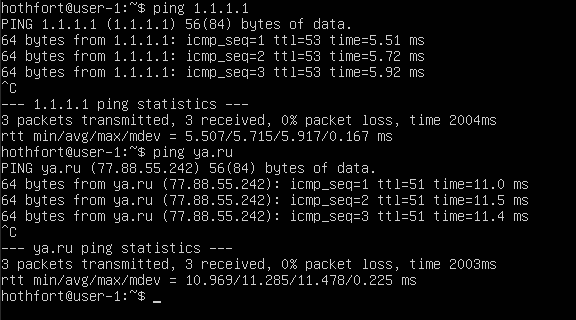 hothfort@user-1:~$ ping 1.1.1.1
PING 1.1.1.1 (1.1.1.1) 56(84) bytes of data.
64 bytes from 1.1.1.1: icmp_seq=1 ttl=53 time=5.51 ms
64 bytes from 1.1.1.1: icmp_seq=2 ttl=53 time=5.72 ms
64 bytes from 1.1.1.1: icmp_seq=3 ttl=53 time=5.92 ms
^C
--- 1.1.1.1 ping statistics ---
3 packets transmitted, 3 received, 0% packet loss, time 2004ms
rtt min/avg/max/mdev = 5.507/5.715/5.917/0.167 ms
hothfort@user-1:~$ ping ya.ru
PING ya.ru (77.88.55.242) 56(84) bytes of data.
64 bytes from ya.ru (77.88.55.242): icmp_seq=1 ttl=51 time=11.0 ms
64 bytes from ya.ru (77.88.55.242): icmp_seq=2 ttl=51 time=11.5 ms
64 bytes from ya.ru (77.88.55.242): icmp_seq=3 ttl=51 time=11.4 ms
^C
--- ya.ru ping statistics ---
3 packets transmitted, 3 received, 0% packet loss, time 2003ms
rtt min/avg/max/mdev = 10.969/11.285/11.478/0.225 ms
hothfort@user-1:~$ _